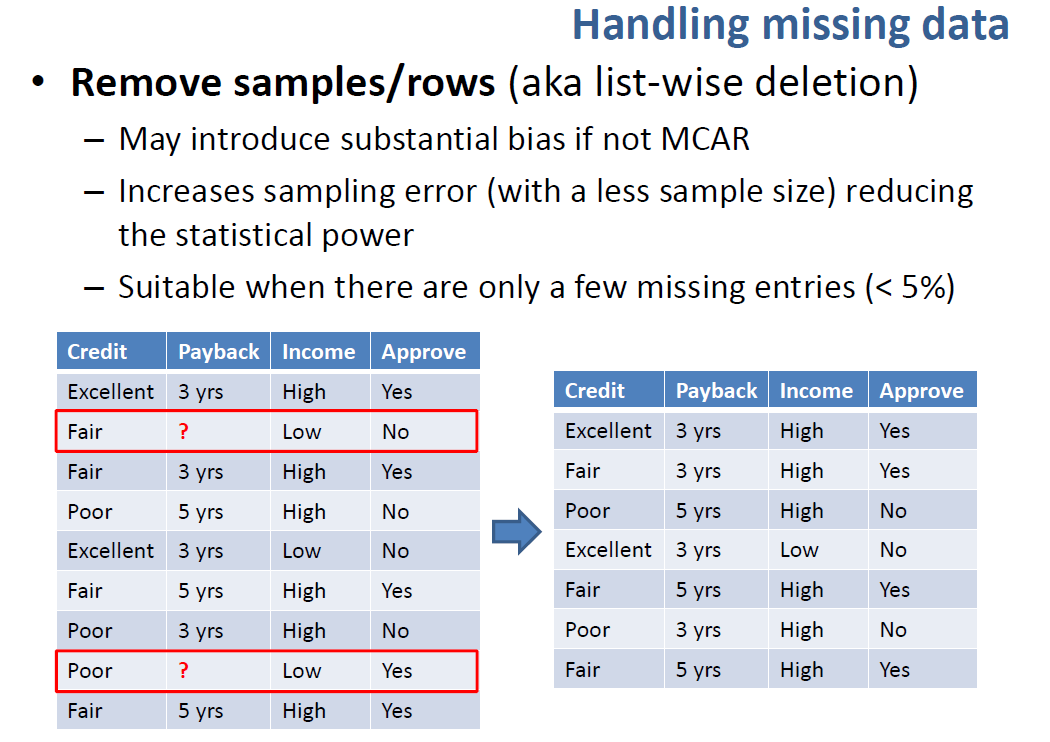 Handling missing data
• Remove samples/rows (aka list-wise deletion)
– May introduce substantial bias if not MCAR
– Increases sampling error (with a less sample size) reducing
the statistical power
– Suitable when there are only a few missing entries (< 5%)
Credit Payback Income Approve
Excellent 3 yrs High Yes
Fair ? Low No
Fair 3 yrs High Yes
Poor 5 yrs High No
Excellent 3 yrs Low No
Fair 5 yrs High Yes
Poor 3 yrs High No
Poor ? Low Yes
Fair 5 yrs High Yes
Credit Payback Income Approve
Excellent 3 yrs High Yes
Fair 3 yrs High Yes
Poor 5 yrs High No
Excellent 3 yrs Low No
Fair 5 yrs High Yes
Poor 3 yrs High No
Fair 5 yrs High Yes